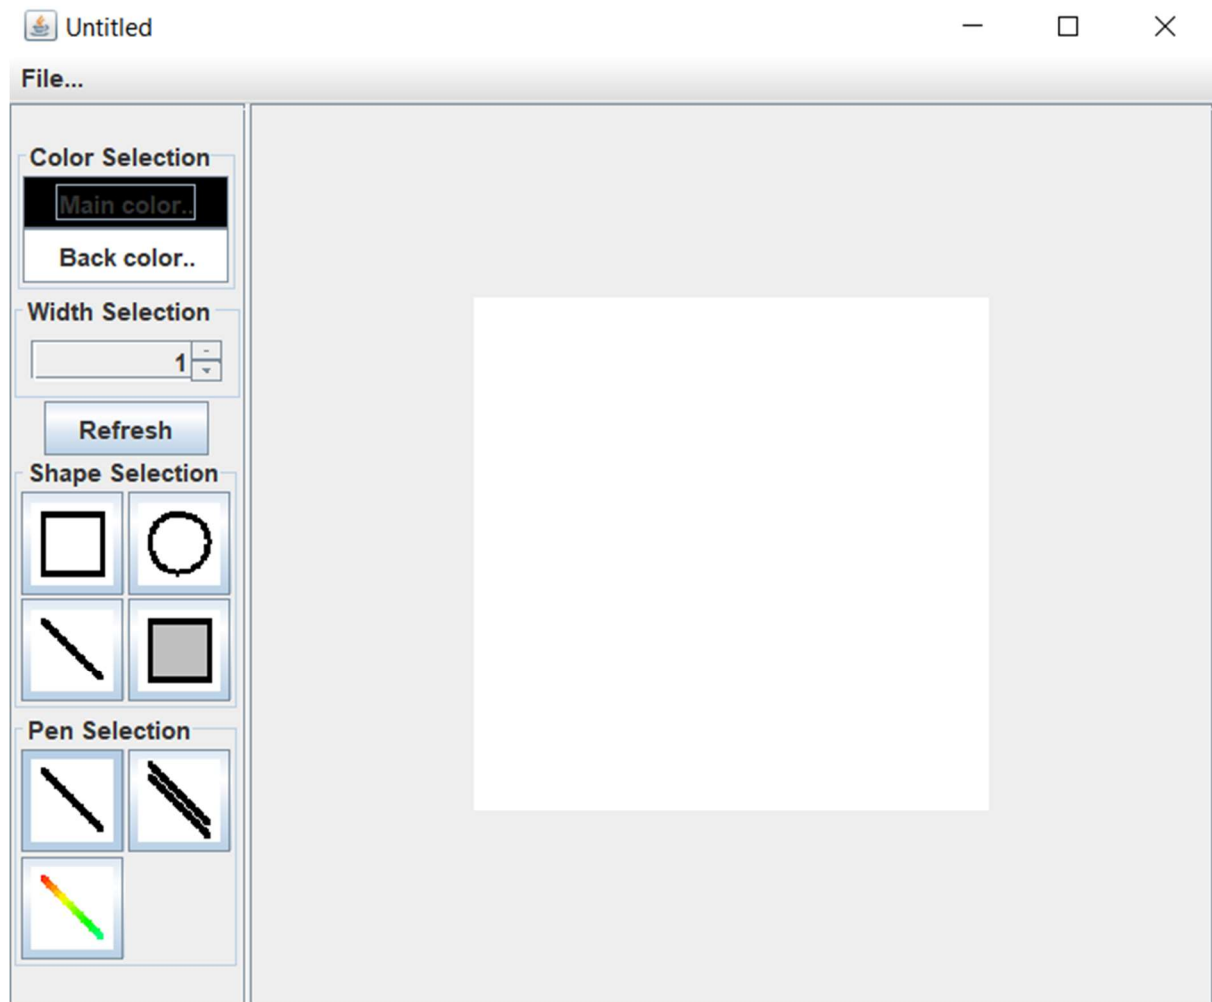 Untitled
File...
Color Selection
Main color..
Back color..
Width Selection
1
Refresh
Shape Selection
Pen Selection